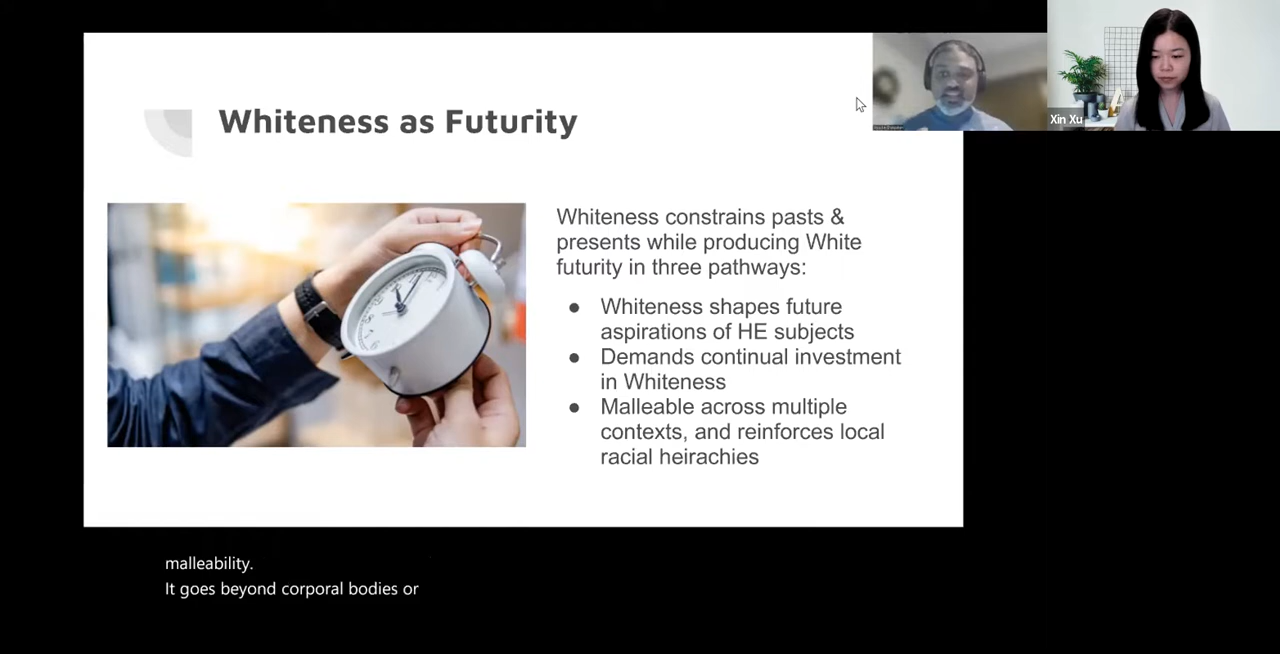 Whiteness as Futurity
Xin Xu
Whiteness constrains pasts &
presents while producing White
futurity in three pathways:
● Whiteness shapes future
aspirations of HE subjects
● Demands continual investment
in Whiteness
● Malleable across multiple
contexts, and reinforces local
racial heirachies
malleability.
It goes beyond corporal bodies or